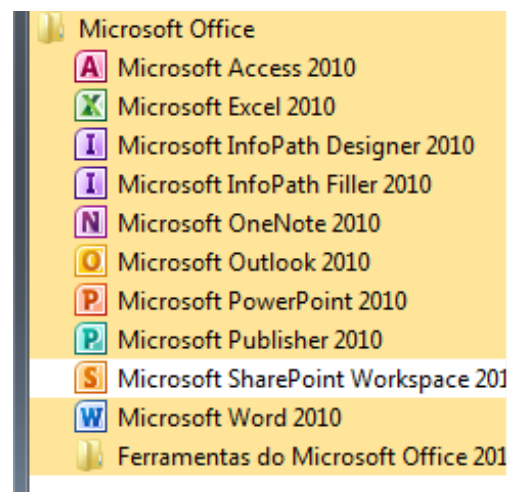 Microsoft Office
A Microsoft Access 2010
X Microsoft Excel 2010
I Microsoft InfoPath Designer 2010
I Microsoft InfoPath Filler 2010
N Microsoft OneNote 2010
O Microsoft Outlook 2010
P Microsoft PowerPoint 2010
P Microsoft Publisher 2010
S Microsoft SharePoint Workspace 201
W Microsoft Word 2010
Ferramentas do Microsoft Office 201